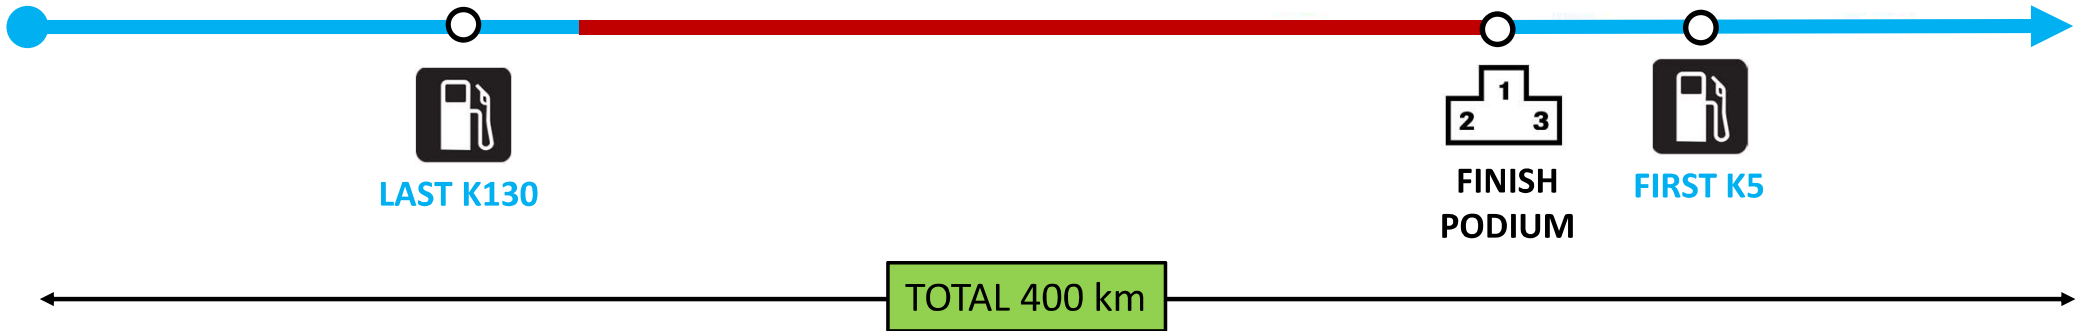 LAST K130
1
2 3
FINISH
PODIUM
FIRST K5
TOTAL 400 km